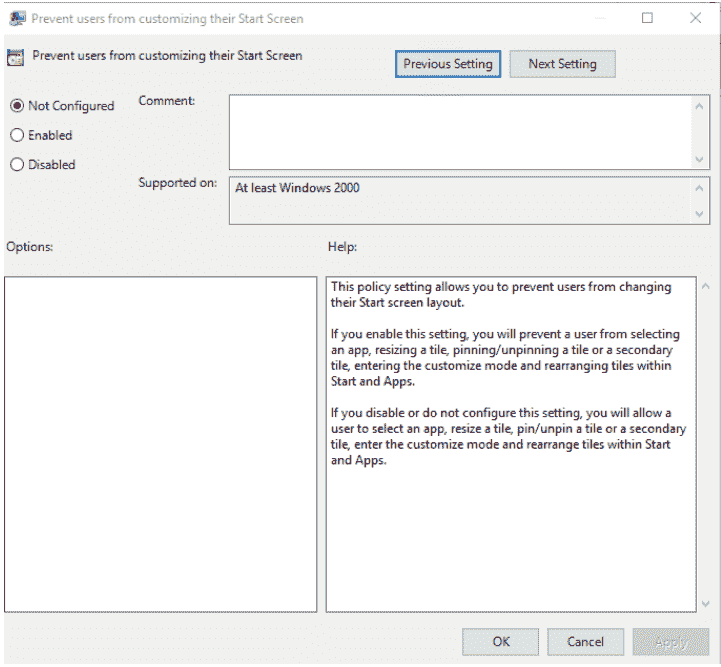 Prevent users from customizing their Start Screen
Prevent users from customizing their Start Screen
Previous Setting
Next Setting
Not Configured
Comment:
Enabled
Disabled
Supported on:
At least Windows 2000
Options:
Help:
This policy setting allows you to prevent users from changing
their Start screen layout.
If you enable this setting, you will prevent a user from selecting
an app, resizing a tile, pinning/unpinning a tile or a secondary
tile, entering the customize mode and rearranging tiles within
Start and Apps.
If you disable or do not configure this setting, you will allow a
user to select an app, resize a tile, pin/unpin a tile or a secondary
tile, enter the customize mode and rearrange tiles within Start
and Apps.
OK
Cancel
Apply